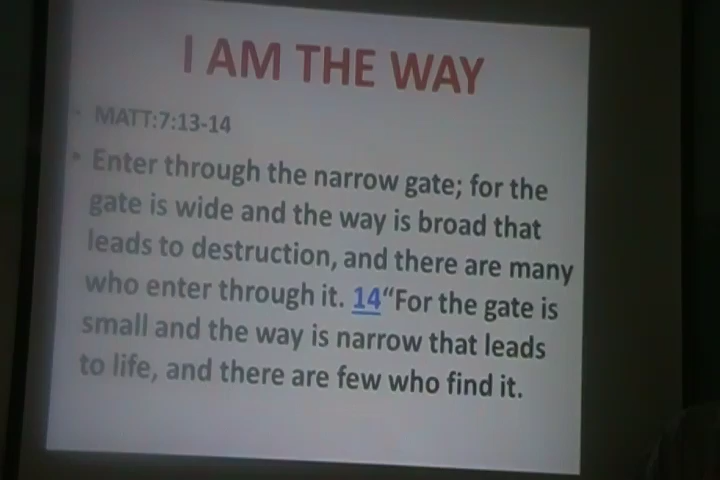 I AM THE WAY
• MATT:7:13-14
• Enter through the narrow gate; for the
gate is wide and the way is broad that
leads to destruction, and there are many
who enter through it. 14“For the gate is
small and the way is narrow that leads
to life, and there are few who find it.